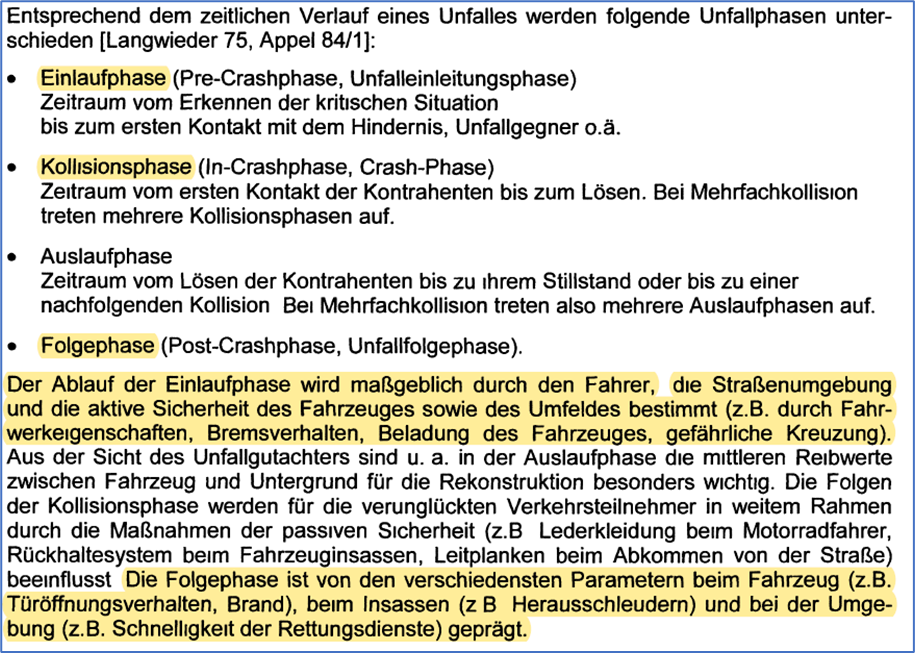 Entsprechend dem zeitlichen Verlauf eines Unfalles werden folgende Unfallphasen unter-
schieden [Langwieder 75, Appel 84/1]:
• Einlaufphase (Pre-Crashphase, Unfalleinleitungsphase)
Zeitraum vom Erkennen der kritischen Situation
bis zum ersten Kontakt mit dem Hindernis, Unfallgegner o.ä.
• Kollisionsphase (In-Crashphase, Crash-Phase)
Zeitraum vom ersten Kontakt der Kontrahenten bis zum Lösen. Bei Mehrfachkollision
treten mehrere Kollisionsphasen auf.
• Auslaufphase
Zeitraum vom Lösen der Kontrahenten bis zu ihrem Stillstand oder bis zu einer
nachfolgenden Kollision Bei Mehrfachkollision treten also mehrere Auslaufphasen auf.
• Folgephase (Post-Crashphase, Unfallfolgephase).
Der Ablauf der Einlaufphase wird maßgeblich durch den Fahrer, die Straßenumgebung
und die aktive Sicherheit des Fahrzeuges sowie des Umfeldes bestimmt (z.B. durch Fahr-
werkeigenschaften, Bremsverhalten, Beladung des Fahrzeuges, gefährliche Kreuzung).
Aus der Sicht des Unfallgutachters sind u. a. in der Auslaufphase die mittleren Reibwerte
zwischen Fahrzeug und Untergrund für die Rekonstruktion besonders wichtig. Die Folgen
der Kollisionsphase werden für die verunglückten Verkehrsteilnehmer in weitem Rahmen
durch die Maßnahmen der passiven Sicherheit (z.B Lederkleidung beim Motorradfahrer,
Rückhaltesystem beim Fahrzeuginsassen, Leitplanken beim Abkommen von der Straße)
beeinflusst Die Folgephase ist von den verschiedensten Parametern beim Fahrzeug (z.B.
Türöffnungsverhalten, Brand), beim Insassen (z B Herausschleudern) und bei der Umge-
bung (z.B. Schnelligkeit der Rettungsdienste) geprägt.